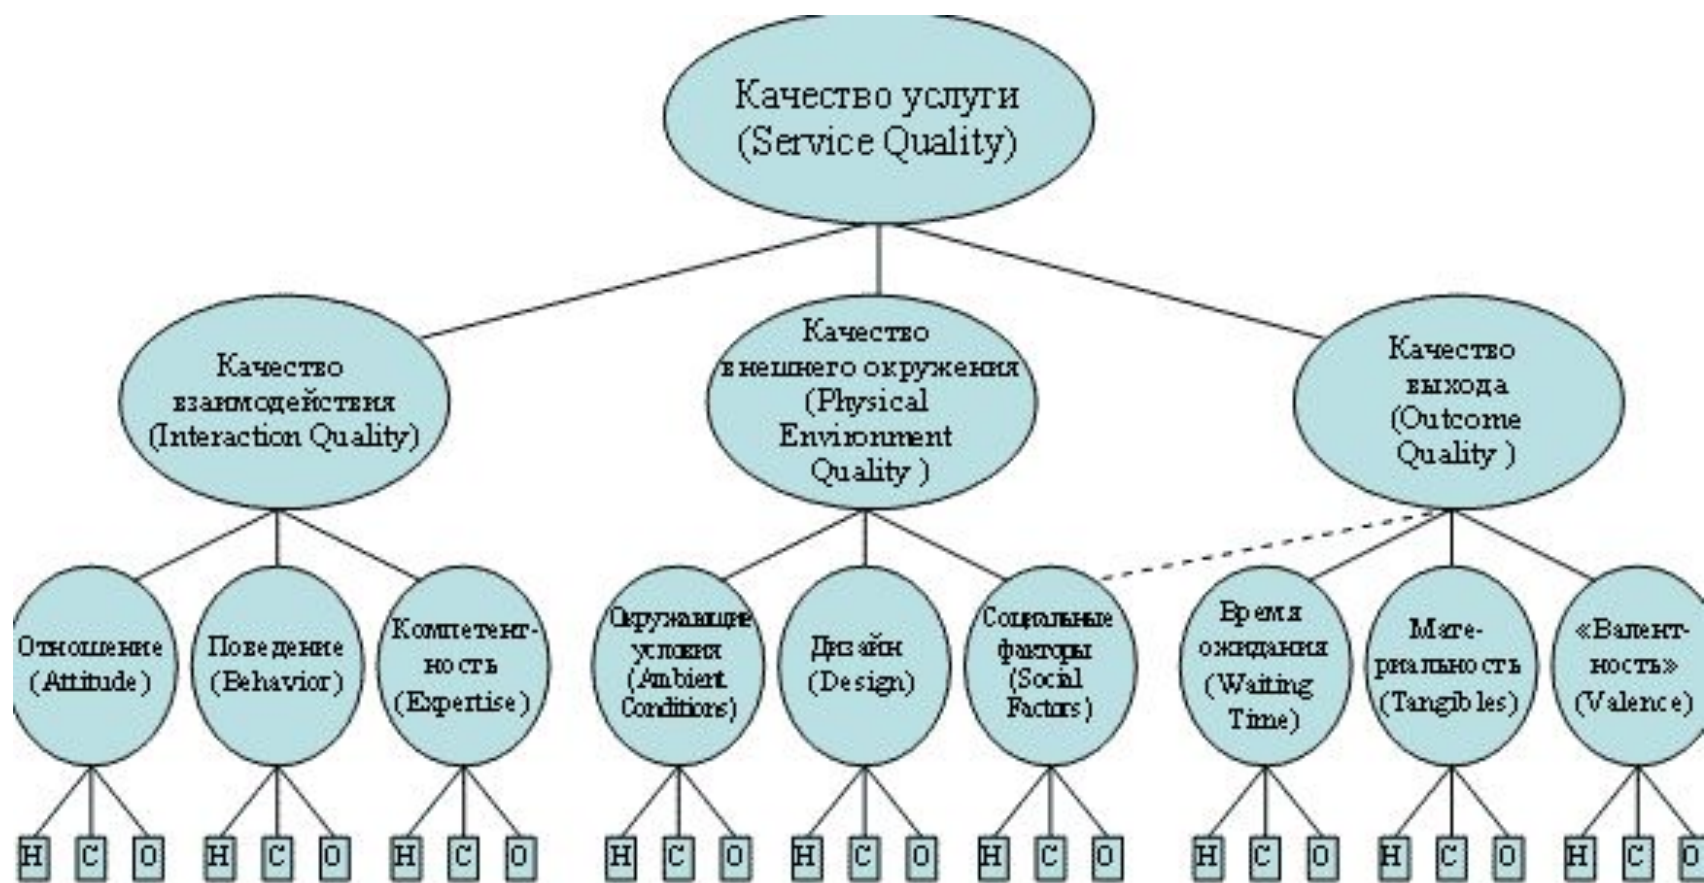 Качество услуги
(Service Quality)
Качество
взаимодействия
(Interaction Quality)
Качество
внешнего окружения
(Physical
Environment
Quality )
Качество
выхода
(Outcome
Quality )
Отношение
(Attitude)
Поведение
(Behavior)
Компетент-
ность
(Expertise)
Окружающие
условия
(Ambient
Conditions)
Дизайн
(Design)
Социальные
факторы
(Social
Factors)
Время
ожидания
(Waiting
Time)
Мате-
риальность
(Tangibles)
«Валент-
ность»
(Valence)
Н С О Н С О Н С О Н С О Н С О Н С О Н С О Н С О Н С О